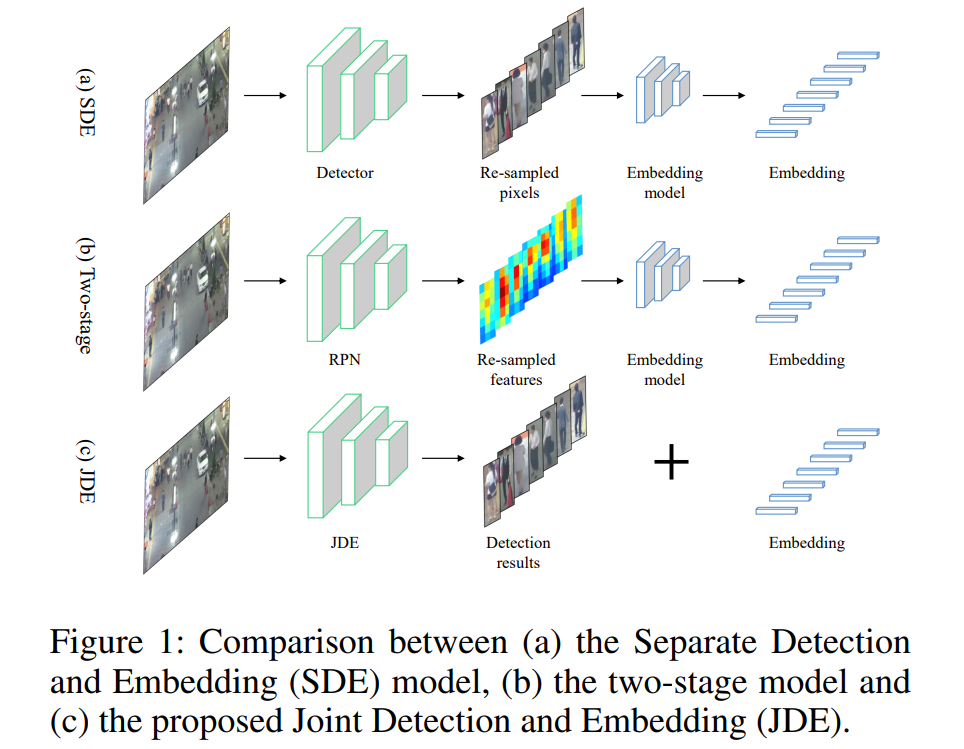 (a) SDE
Detector
Re-sampled
pixels
Embedding
model
Embedding
(b) Two-stage
RPN
Re-sampled
features
Embedding
model
Embedding
(c) JDE
JDE
Detection
results
+
Embedding
Figure 1: Comparison between (a) the Separate Detection
and Embedding (SDE) model, (b) the two-stage model and
(c) the proposed Joint Detection and Embedding (JDE).